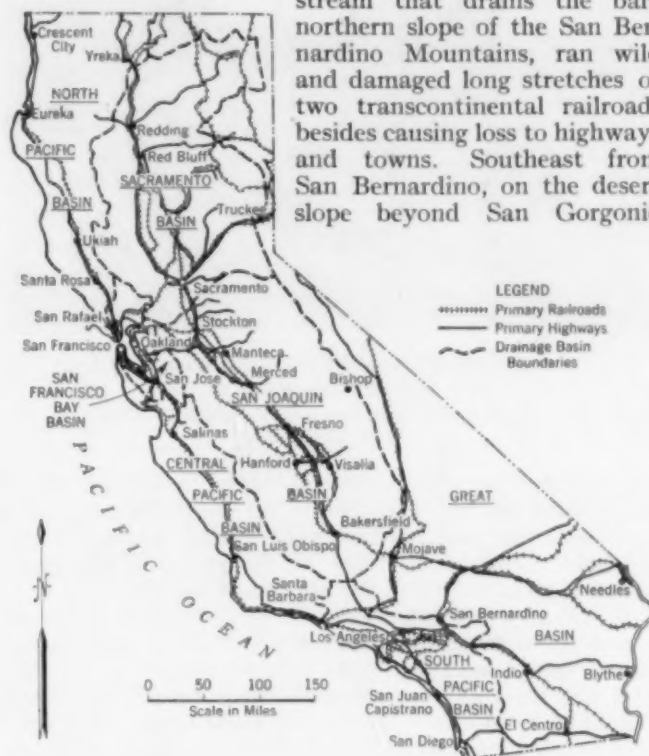 stream that drains the bar
northern slope of the San Ber
nardino Mountains, ran wil
and damaged long stretches o
two transcontinental railroad
besides causing loss to highway
and towns. Southeast from
San Bernardino, on the deser
slope beyond San Gorgoni
Crescent
City
Yreka
NORTH
Eureka
Redding
PACIFIC
Red Bluff
SACRAMENTO
BASIN
BASIN
Truckee
Ukiah
Santa Rosa
Sacramento
San Rafael
Stockton
San Francisco
Oakland
Manteca
Merced
SAN
FRANCISCO
BAY
BASIN
San Jose
SAN JOAQUIN
Bishop
LEGEND
Primary Railroads
Primary Highways
Drainage Basin
Boundaries
Salinas
Fresno
CENTRAL
Hanford
Visalia
PACIFIC
BASIN
GREAT
BASIN
Bakersfield
San Luis Obispo
Mojave
PACIFIC OCEAN
N
Santa
Barbara
Needles
San Bernardino
Los Angeles
BASIN
SOUTH
Indio
Blythe
PACIFIC
San Juan
Capistrano
BASIN
El Centro
San Diego
0 50 100 150
Scale in Miles